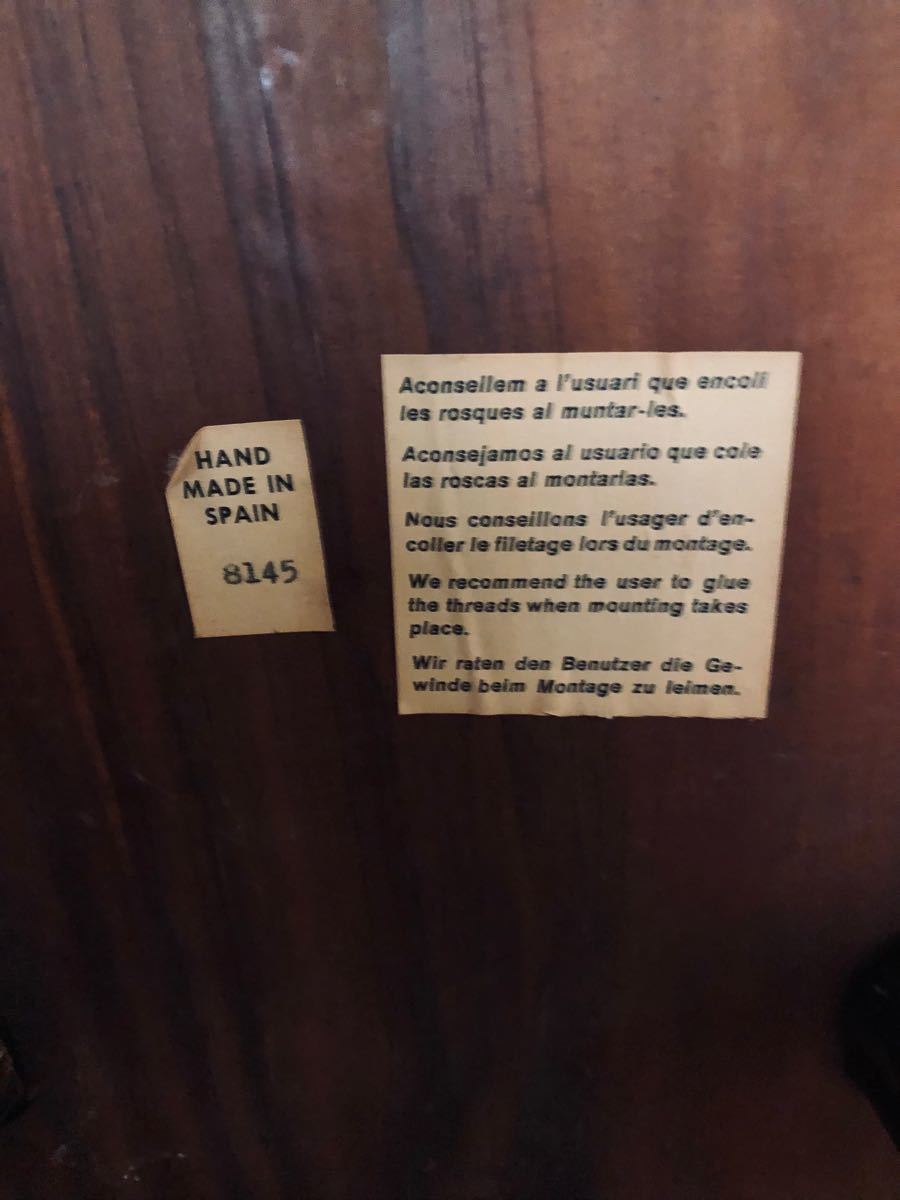 HAND
MADE IN
SPAIN
8145
Aconsellem a l'usuari que encoli
les rosques al muntar-les.
Aconsejamos al usuario que cole
las roscas al montarlas.
Nous conseillons l'usager d'en-
coller le filetage lors du montage.
We recommend the user to glue
the threads when mounting takes
place.
Wir raten den Benutzer die Ge-
winde beim Montage zu leimen.